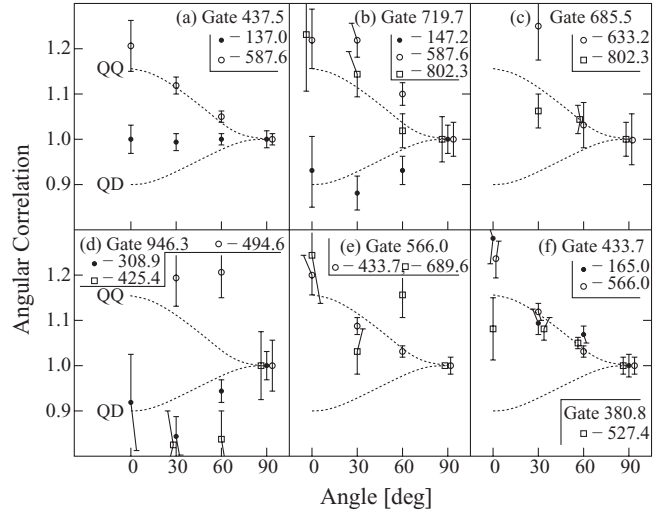 (a) Gate 437.5
− 137.0
− 587.6
(b) Gate 719.7
− 147.2
− 587.6
− 802.3
(c) Gate 685.5
− 633.2
− 802.3
1.2
1.1
1.0
0.9
QQ
QD
Angular Correlation
(d) Gate 946.3
− 494.6
− 308.9
− 425.4
(e) Gate 566.0
− 433.7
− 689.6
(f) Gate 433.7
− 165.0
− 566.0
Gate 380.8
− 527.4
1.2
1.1
1.0
0.9
QQ
QD
0 30 60 90 0 30 60 90 0 30 60 90
Angle [deg]